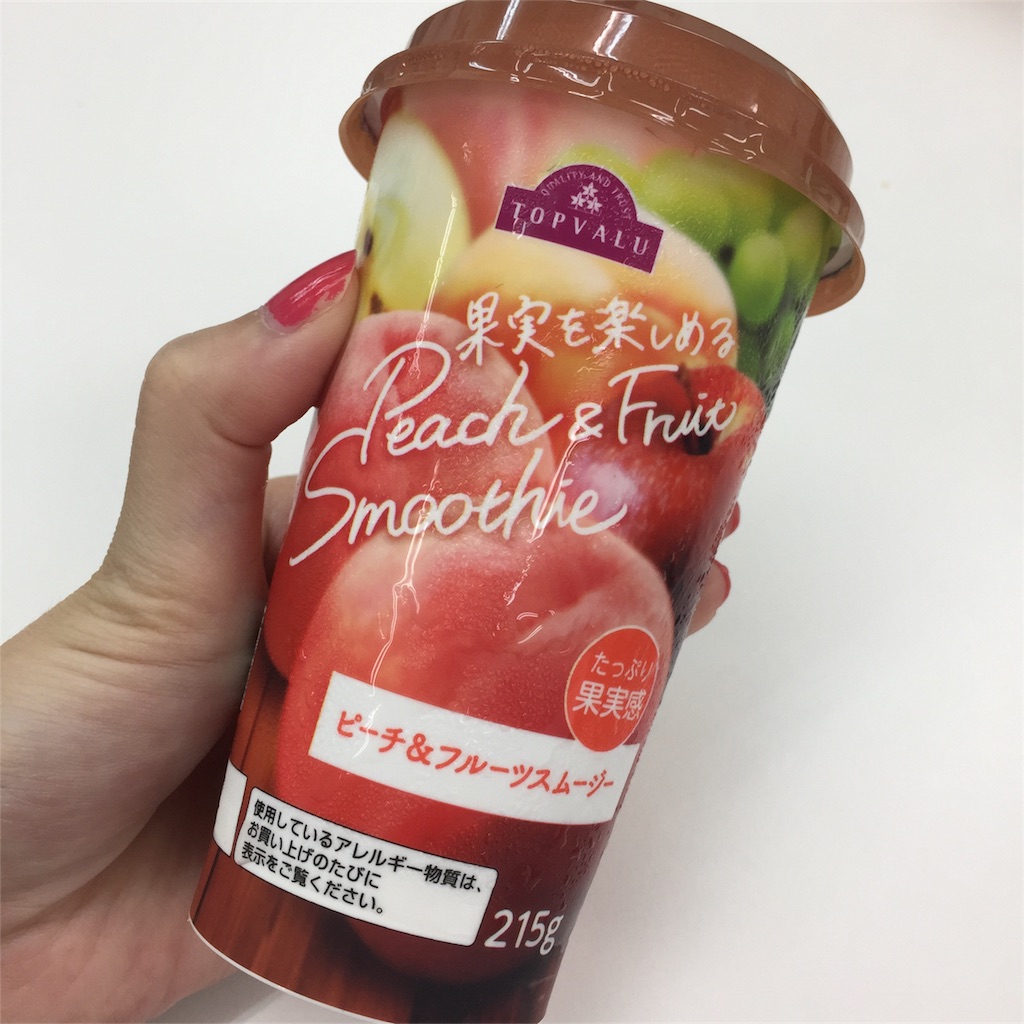 QUALITY AND TRUST
TOPVALU
果実を楽しめる
Peach & Fruit
Smoothie
たっぷり
果実感
ピーチ&フルーツスムージー
使用しているアレルギー物質は、
お買い上げのたびに
表示をご覧ください。
215g